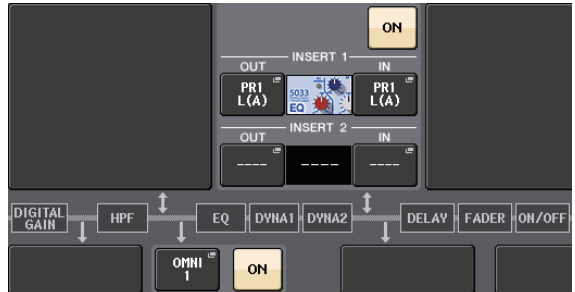 ON
INSERT 1
OUT IN
PR1 L(A) 5033 EQ PR1 L(A)
INSERT 2
OUT IN
---- ---- ----
DIGITAL GAIN HPF EQ DYNA1 DYNA2 DELAY FADER ON/OFF
OMNI 1 ON